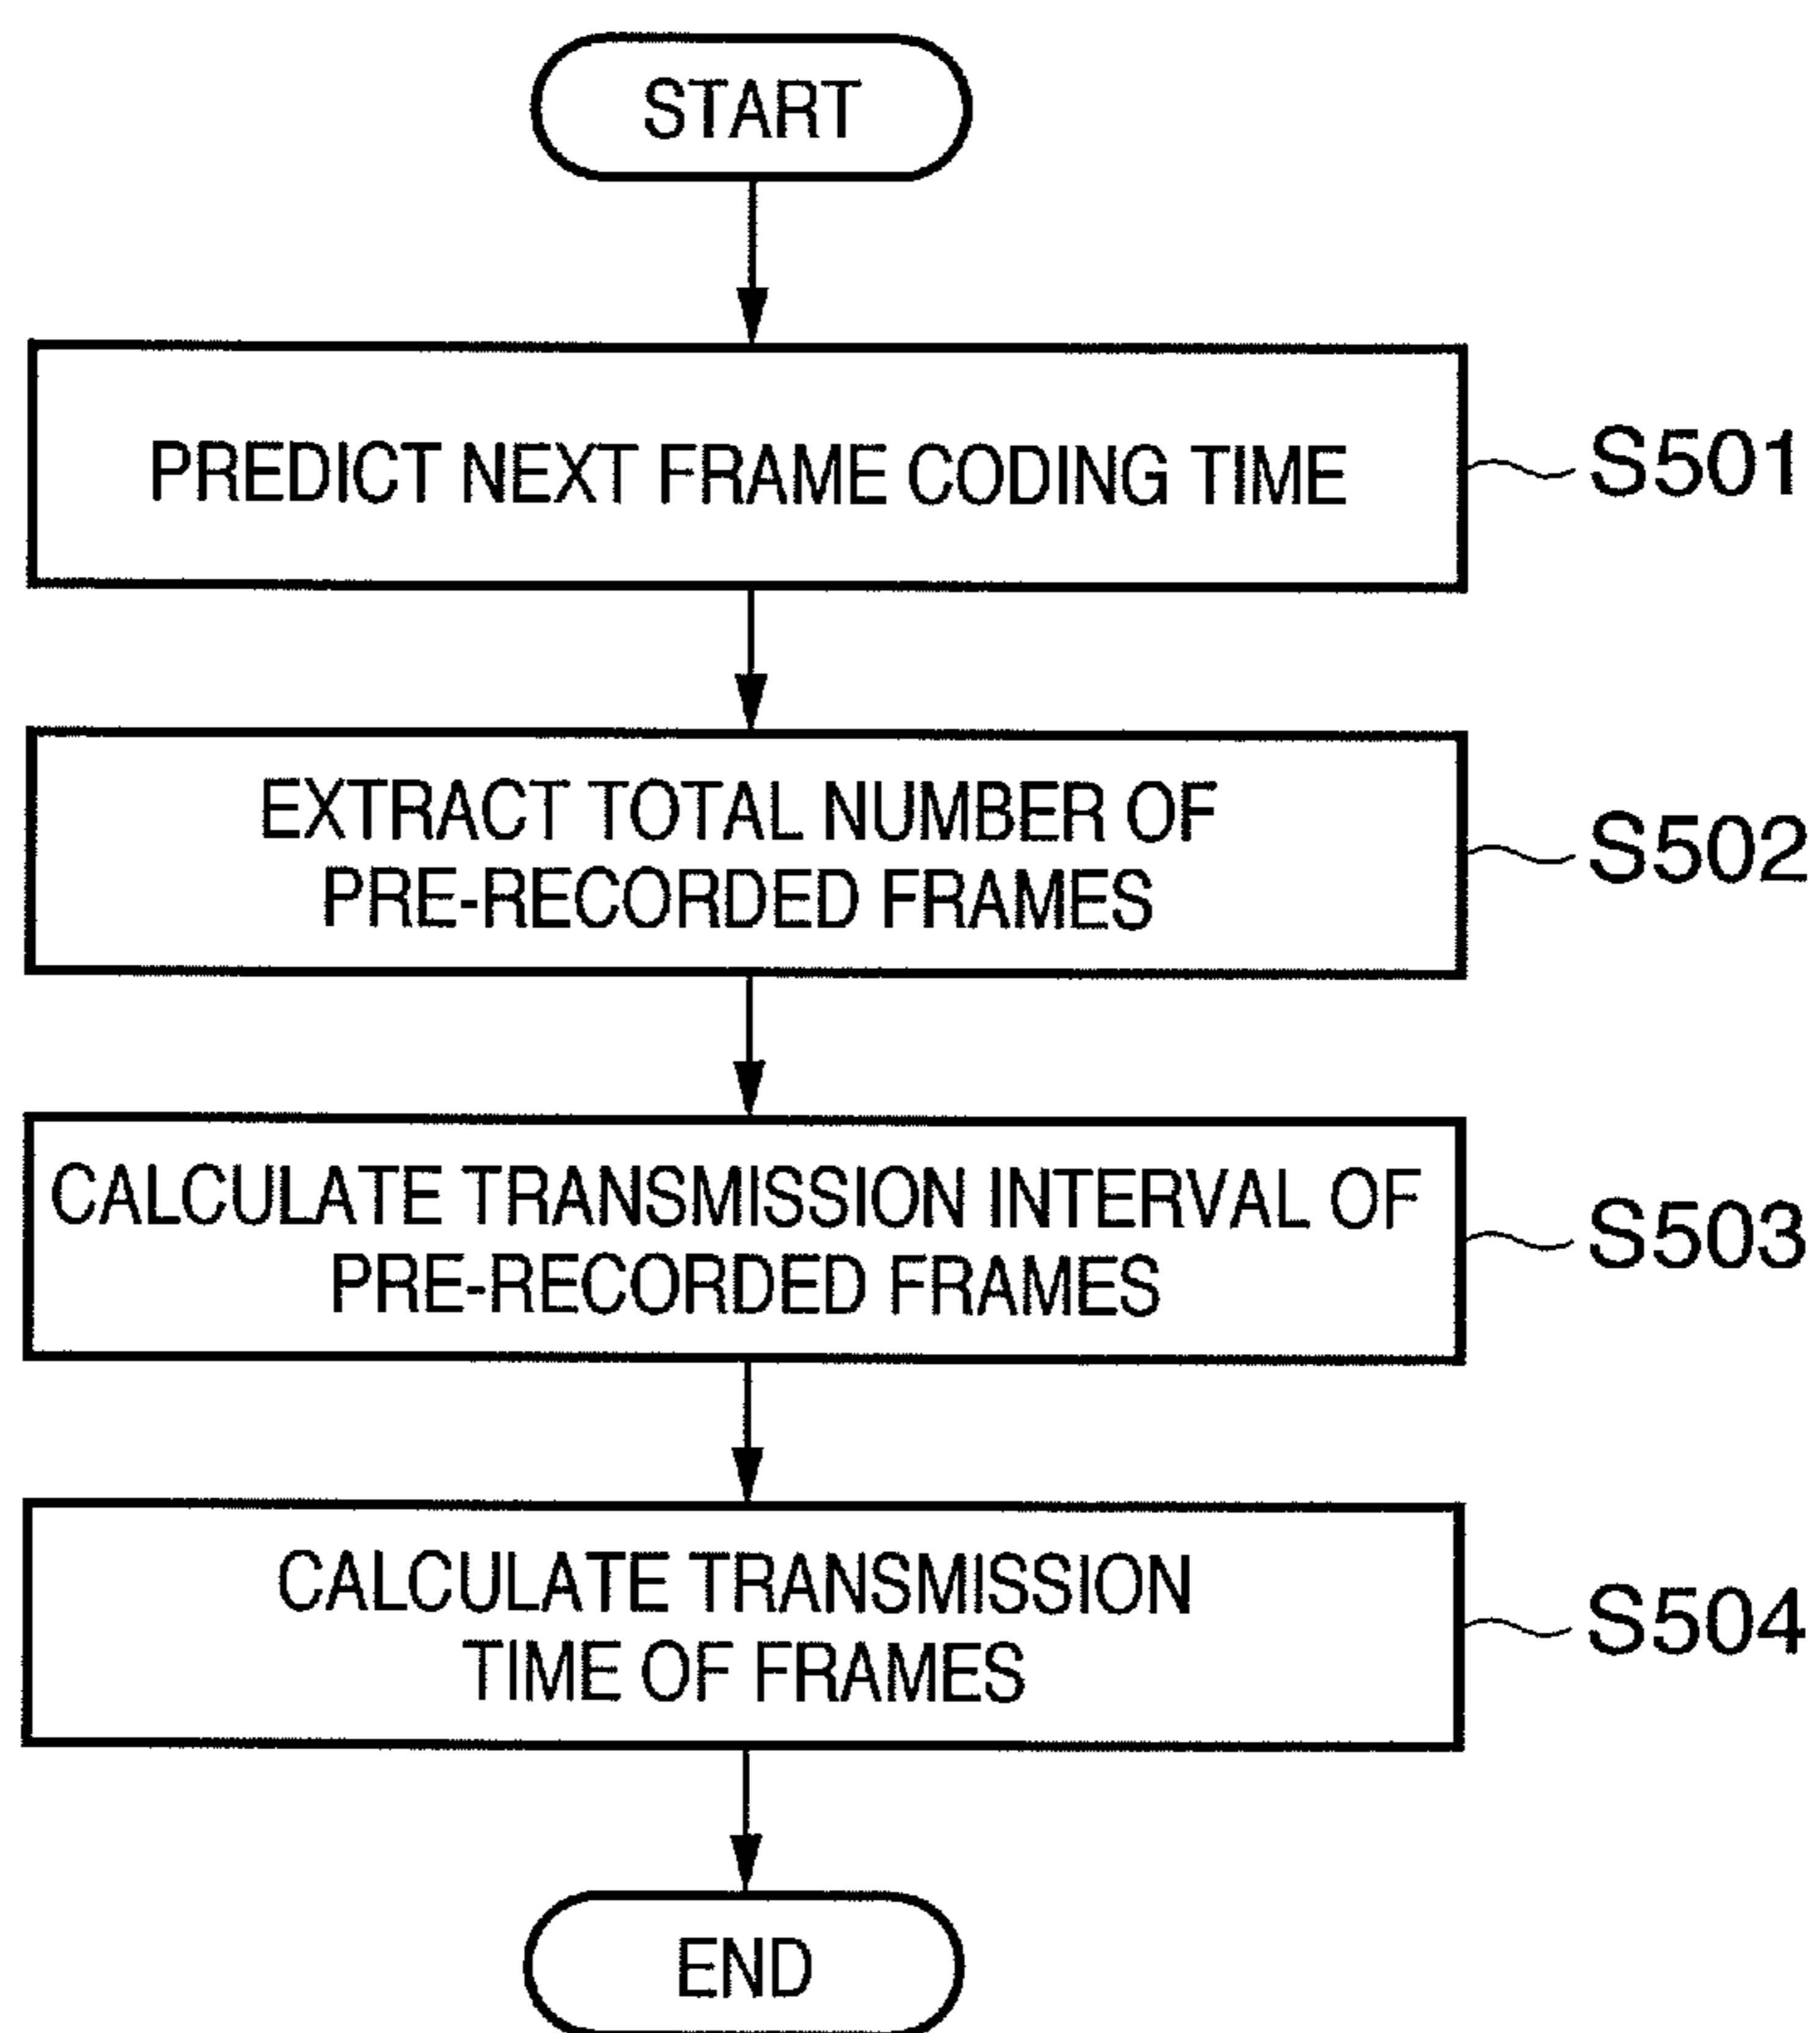 START
PREDICT NEXT FRAME CODING TIME
S501
EXTRACT TOTAL NUMBER OF
PRE-RECORDED FRAMES
S502
CALCULATE TRANSMISSION INTERVAL OF
PRE-RECORDED FRAMES
S503
CALCULATE TRANSMISSION
TIME OF FRAMES
S504
END